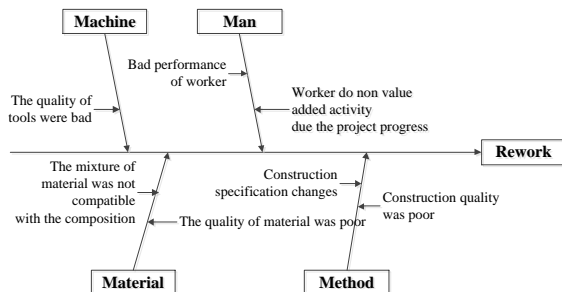 Machine
Man
Bad performance
of worker
The quality of
tools were bad
Worker do non value
added activity
due the project progress
Rework
The mixture of
material was not
compatible
with the composition
The quality of material was poor
Construction
specification changes
Construction quality
was poor
Material
Method